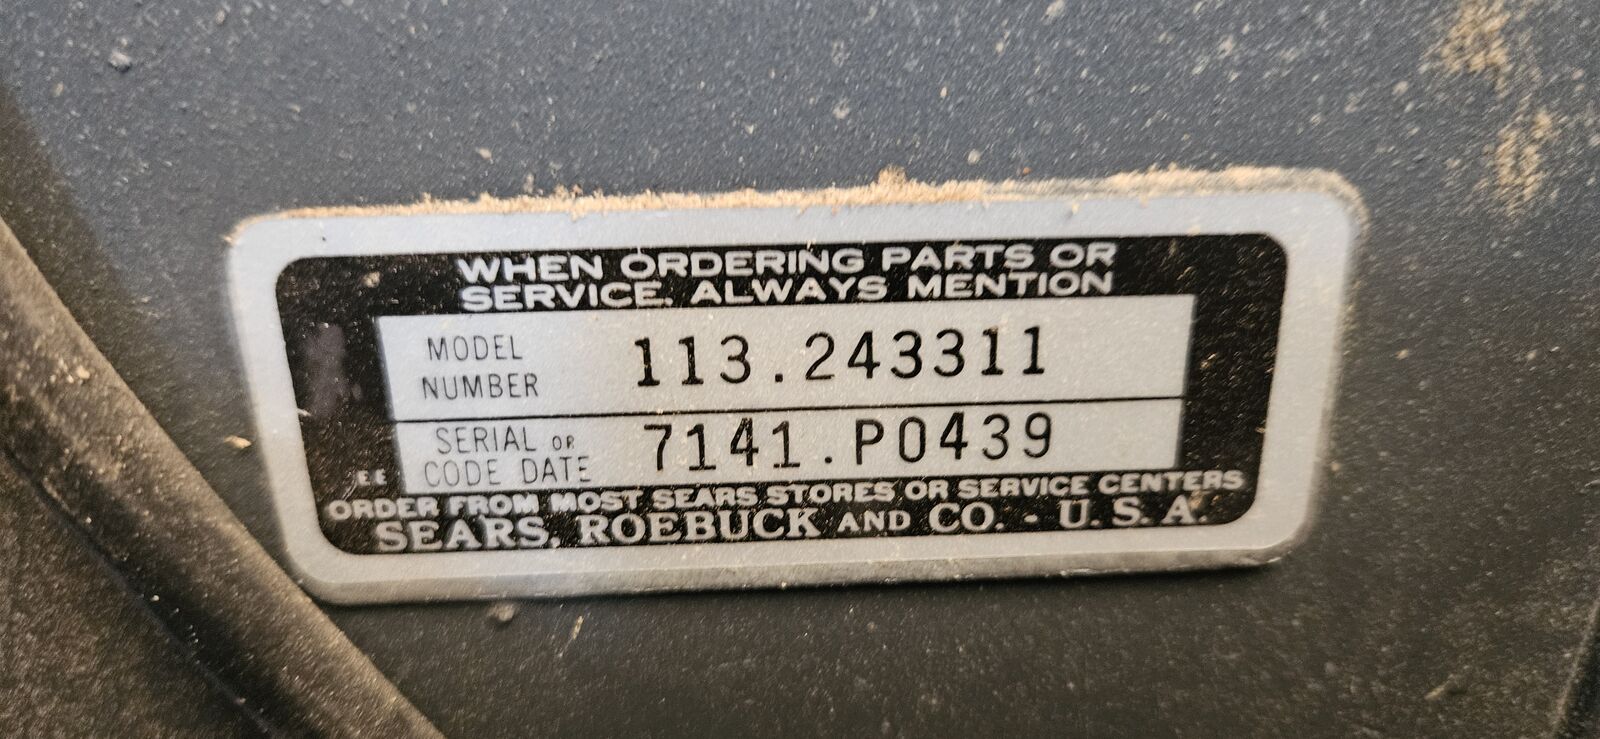 WHEN ORDERING PARTS OR
SERVICE, ALWAYS MENTION
MODEL
NUMBER 113.243311
SERIAL OR
CODE DATE 7141.P0439
EE
ORDER FROM MOST SEARS STORES OR SERVICE CENTERS
SEARS, ROEBUCK AND CO. - U.S.A.